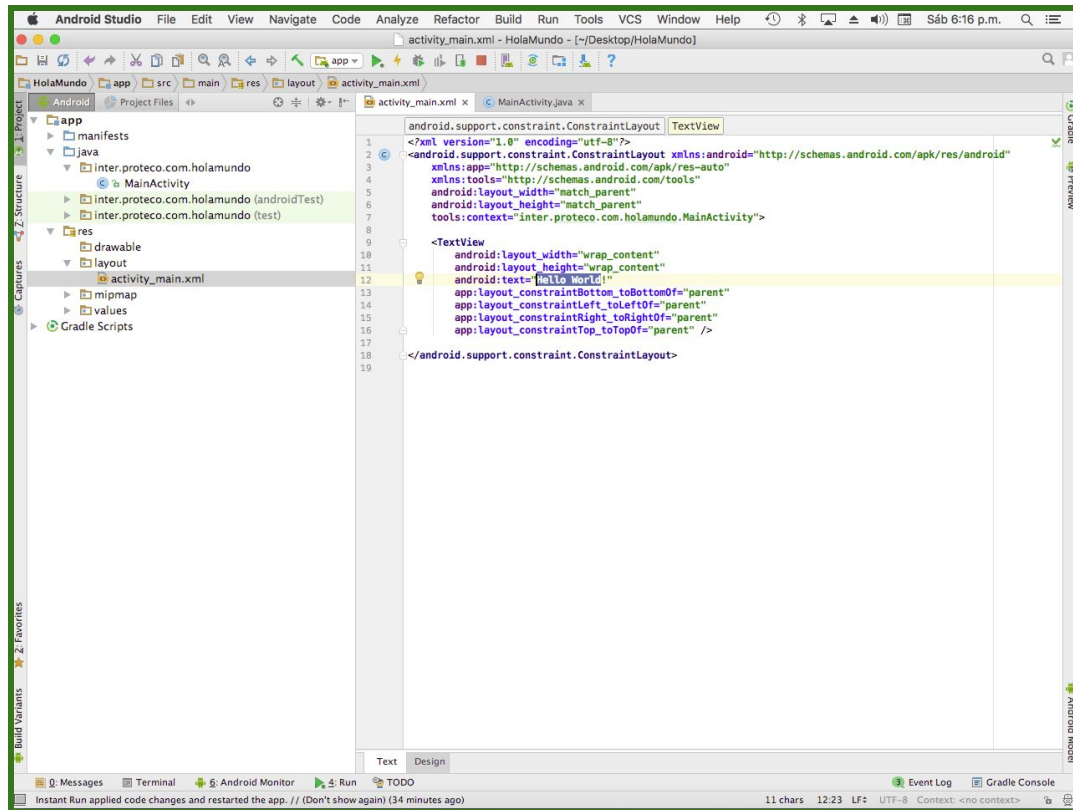 Android Studio File Edit View Navigate Code Analyze Refactor Build Run Tools VCS Window Help Sáb 6:16 p.m.
activity_main.xml - HolaMundo - [~/Desktop/HolaMundo]
app
HolaMundo app src main res layout activity_main.xml
Android Project Files
activity_main.xml MainActivity.java
1: Project
Z: Structure
Captures
2: Favorites
Build Variants
app
manifests
java
inter.proteco.com.holamundo
MainActivity
inter.proteco.com.holamundo (androidTest)
inter.proteco.com.holamundo (test)
res
drawable
layout
activity_main.xml
mipmap
values
Gradle Scripts
android.support.constraint.ConstraintLayout TextView
1 <?xml version="1.0" encoding="utf-8"?>
2 <android.support.constraint.ConstraintLayout xmlns:android="http://schemas.android.com/apk/res/android"
3 xmlns:app="http://schemas.android.com/apk/res-auto"
4 xmlns:tools="http://schemas.android.com/tools"
5 android:layout_width="match_parent"
6 android:layout_height="match_parent"
7 tools:context="inter.proteco.com.holamundo.MainActivity">
8
9 <TextView
10 android:layout_width="wrap_content"
11 android:layout_height="wrap_content"
12 android:text="Hello World!"
13 app:layout_constraintBottom_toBottomOf="parent"
14 app:layout_constraintLeft_toLeftOf="parent"
15 app:layout_constraintRight_toRightOf="parent"
16 app:layout_constraintTop_toTopOf="parent" />
17
18 </android.support.constraint.ConstraintLayout>
19
Gradle
Preview
Android Model
Text Design
0: Messages Terminal 6: Android Monitor 4: Run TODO 3 Event Log Gradle Console
Instant Run applied code changes and restarted the app. // (Don't show again) (34 minutes ago) 11 chars 12:23 LF÷ UTF-8 Context: <no context>